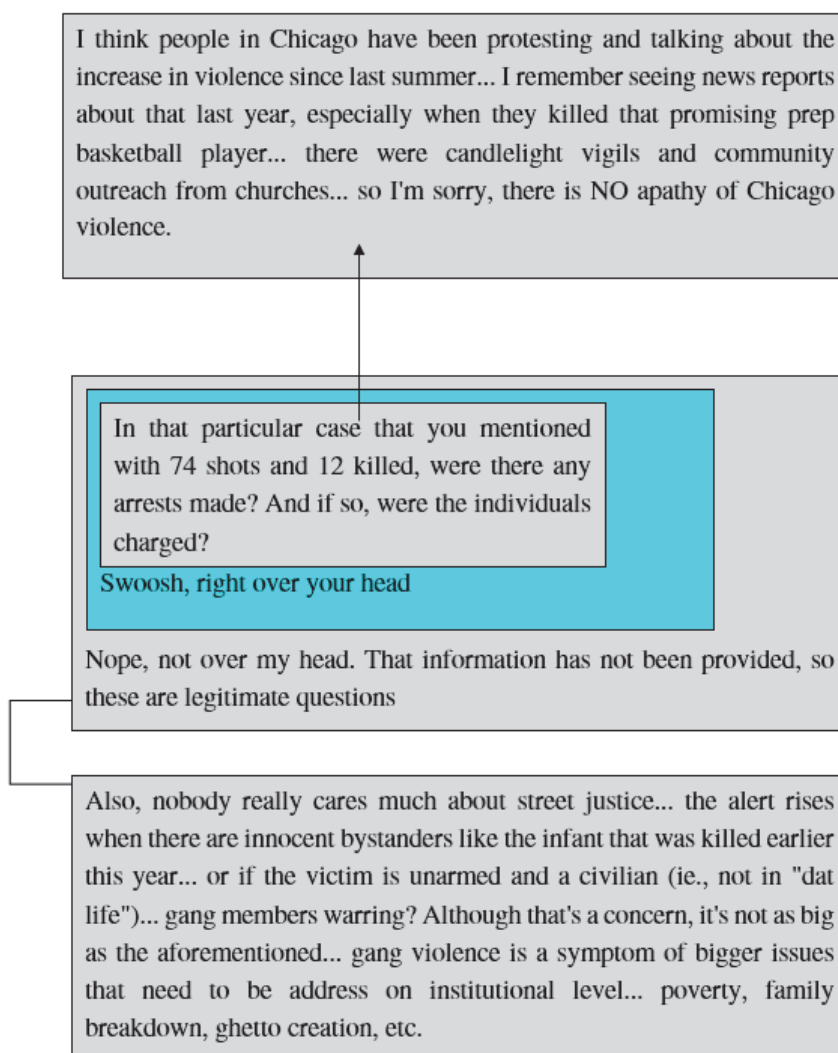 I think people in Chicago have been protesting and talking about the
increase in violence since last summer... I remember seeing news reports
about that last year, especially when they killed that promising prep
basketball player... there were candlelight vigils and community
outreach from churches... so I'm sorry, there is NO apathy of Chicago
violence.
In that particular case that you mentioned
with 74 shots and 12 killed, were there any
arrests made? And if so, were the individuals
charged?
Swoosh, right over your head
Nope, not over my head. That information has not been provided, so
these are legitimate questions
Also, nobody really cares much about street justice... the alert rises
when there are innocent bystanders like the infant that was killed earlier
this year... or if the victim is unarmed and a civilian (ie., not in "dat
life")... gang members warring? Although that's a concern, it's not as big
as the aforementioned... gang violence is a symptom of bigger issues
that need to be address on institutional level... poverty, family
breakdown, ghetto creation, etc.